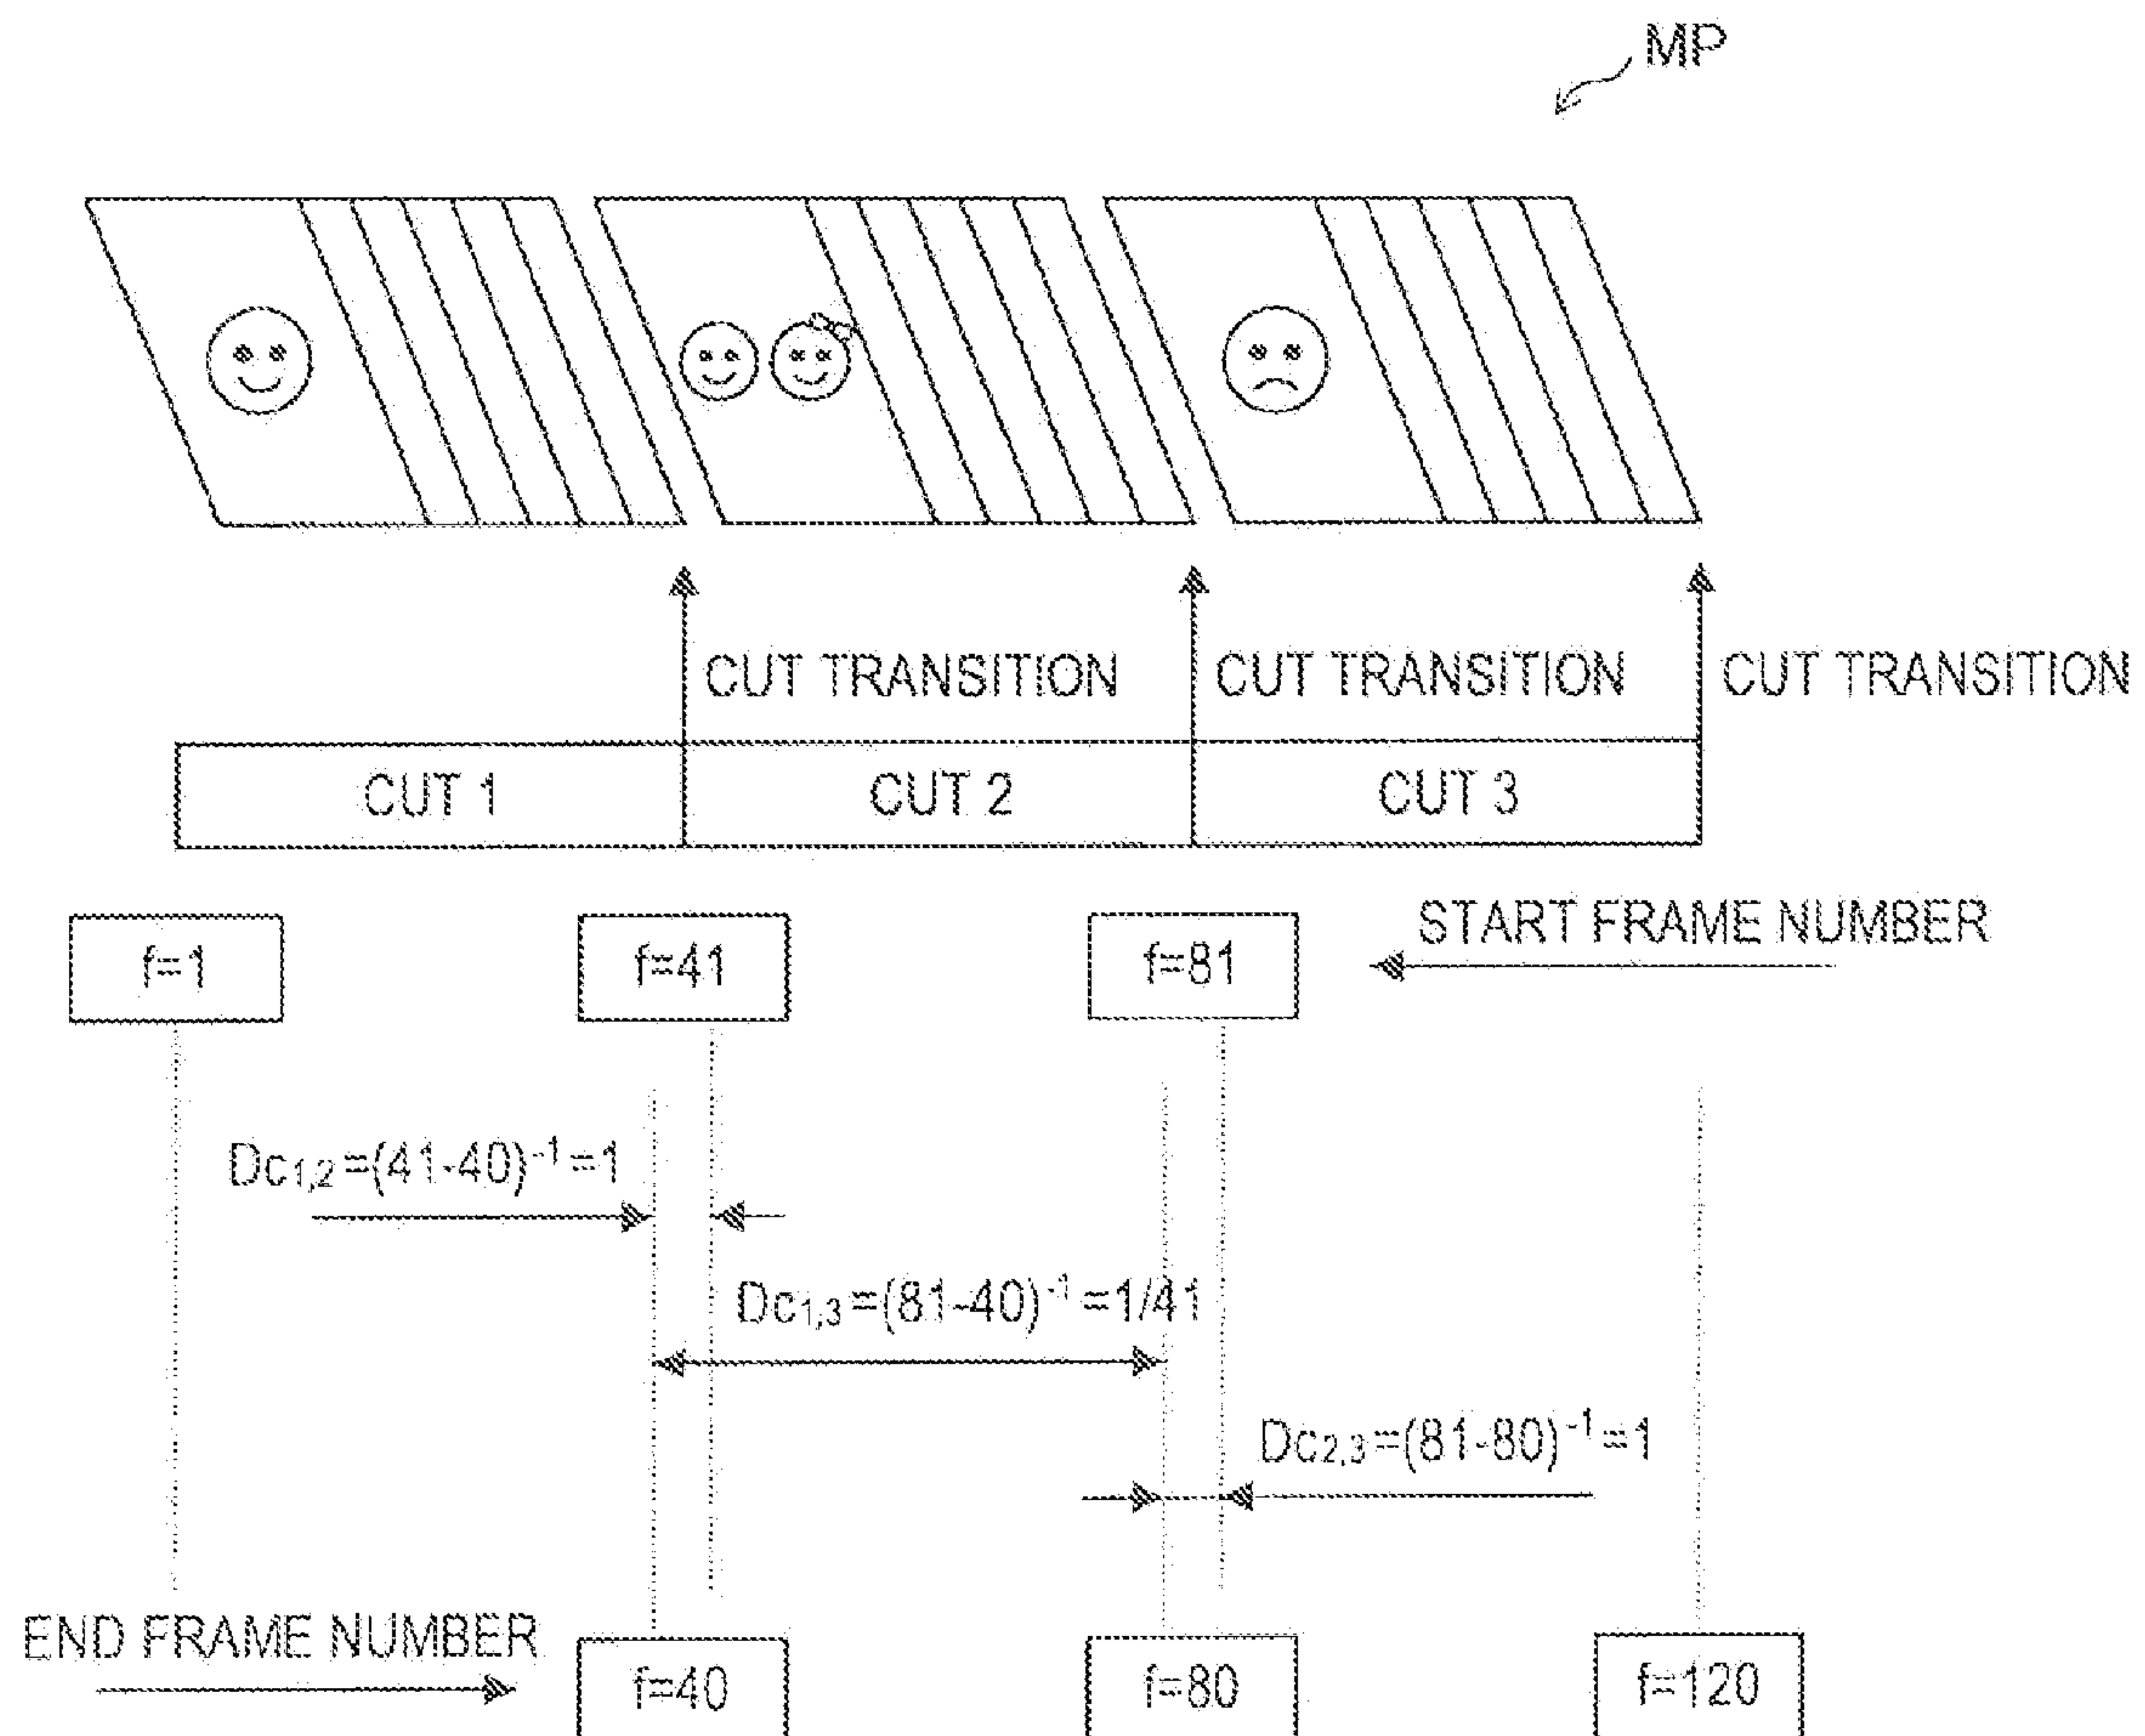 MP
CUT TRANSITION
CUT TRANSITION
CUT TRANSITION
CUT 1
CUT 2
CUT 3
START FRAME NUMBER
f=1
f=41
f=81
Dc1,2=(41-40)⁻¹=1
Dc1,3=(81-40)⁻¹=1/41
Dc2,3=(81-80)⁻¹=1
END FRAME NUMBER
f=40
f=80
f=120